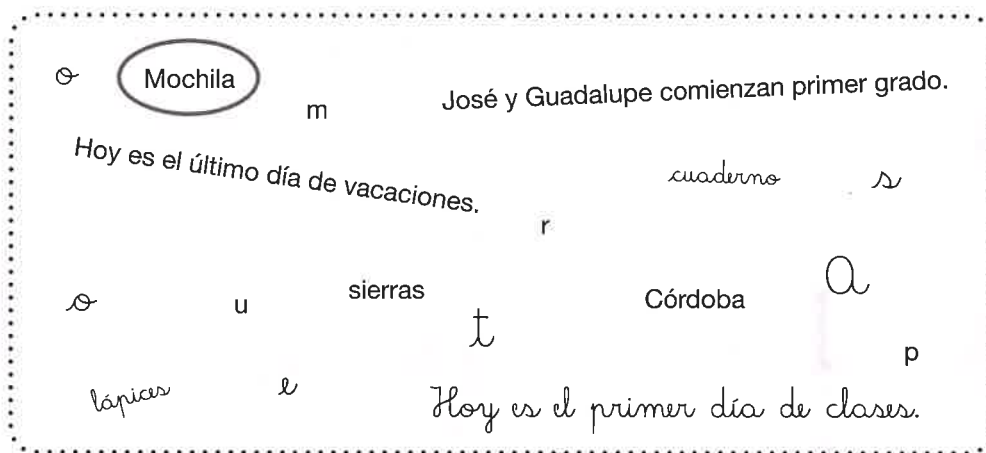 o
Mochila
m
José y Guadalupe comienzan primer grado.
Hoy es el último día de vacaciones.
cuaderno
s
r
o
u
sierras
t
Córdoba
a
p
lápices
e
Hoy es el primer día de clases.